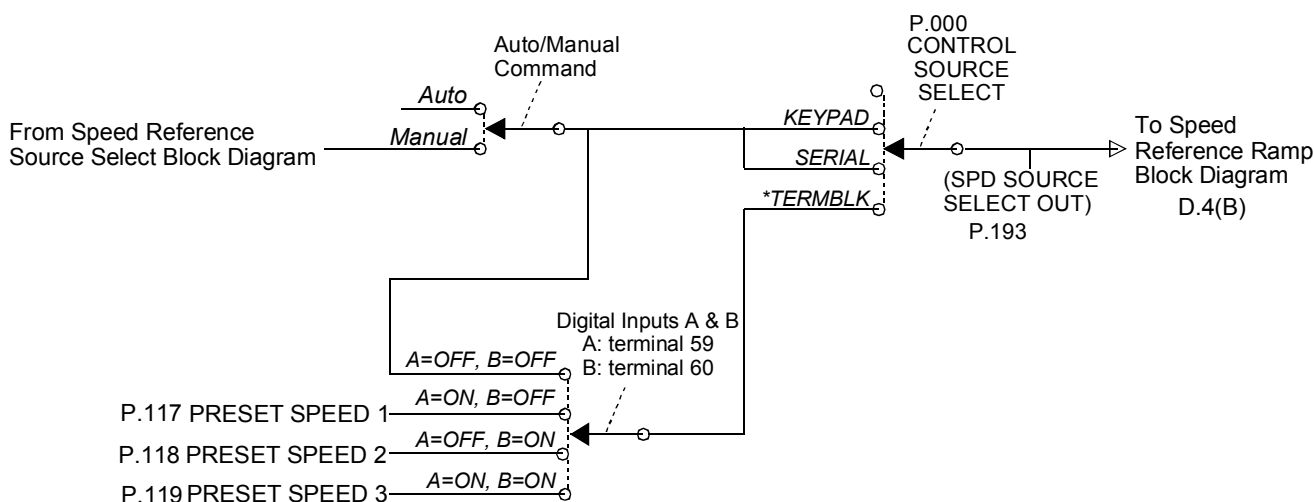 P.000
CONTROL
SOURCE
SELECT
Auto/Manual
Command
Auto
Manual
From Speed Reference
Source Select Block Diagram
KEYPAD
SERIAL
*TERMBLK
To Speed
Reference Ramp
Block Diagram
D.4(B)
(SPD SOURCE
SELECT OUT)
P.193
Digital Inputs A & B
A: terminal 59
B: terminal 60
A=OFF, B=OFF
P.117 PRESET SPEED 1 A=ON, B=OFF
P.118 PRESET SPEED 2 A=OFF, B=ON
P.119 PRESET SPEED 3 A=ON, B=ON